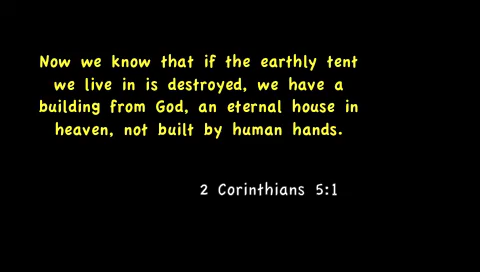 Now we know that if the earthly tent
we live in is destroyed, we have a
building from God, an eternal house in
heaven, not built by human hands.
2 Corinthians 5:1